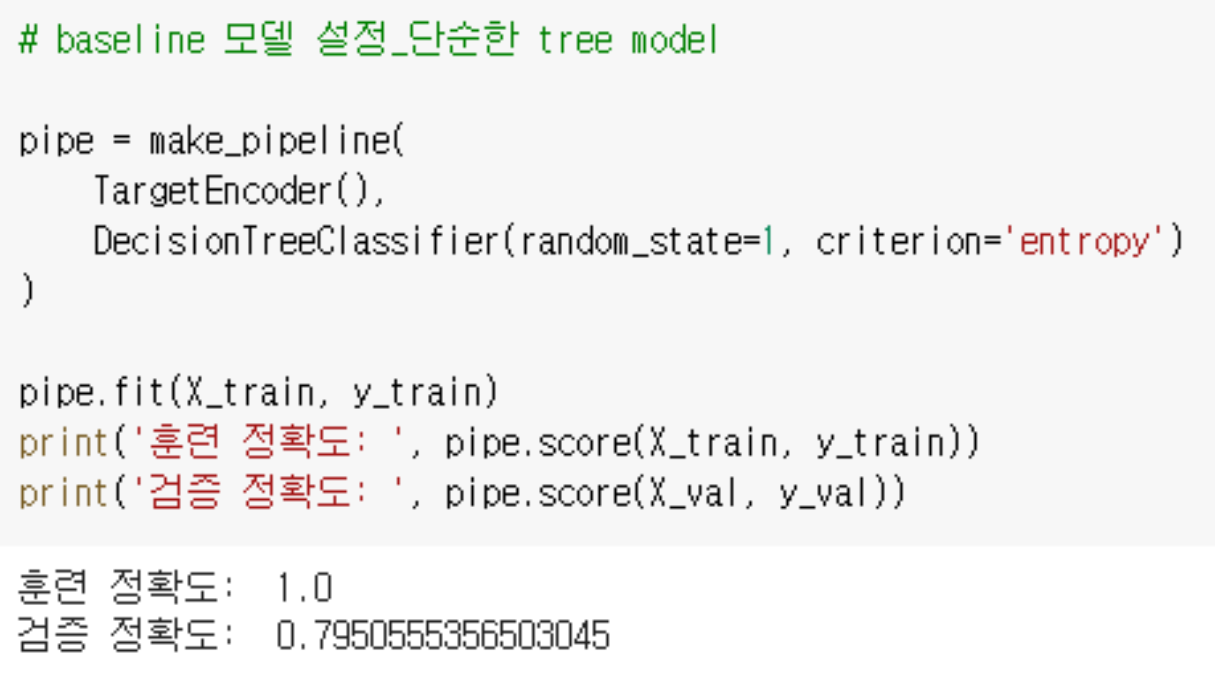 # baseline 모델 설정_단순한 tree model
pipe = make_pipeline(
    TargetEncoder(),
    DecisionTreeClassifier(random_state=1, criterion='entropy')
)
pipe.fit(X_train, y_train)
print('훈련 정확도: ', pipe.score(X_train, y_train))
print('검증 정확도: ', pipe.score(X_val, y_val))
훈련 정확도:  1.0
검증 정확도:  0.7950555356503045